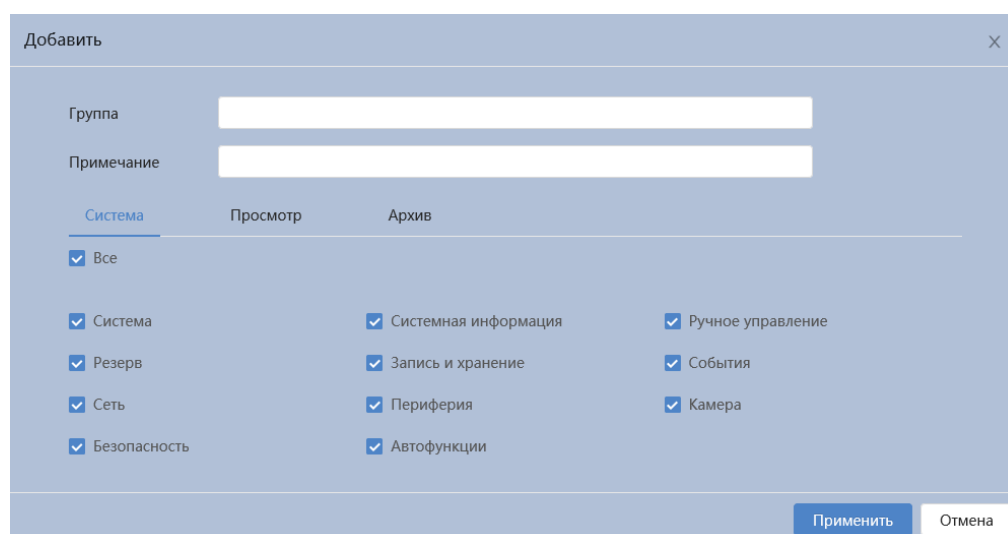 Добавить
Группа
Примечание
Система Просмотр Архив
Все
Система Системная информация Ручное управление
Резерв Запись и хранение События
Сеть Периферия Камера
Безопасность Автофункции
Применить Отмена